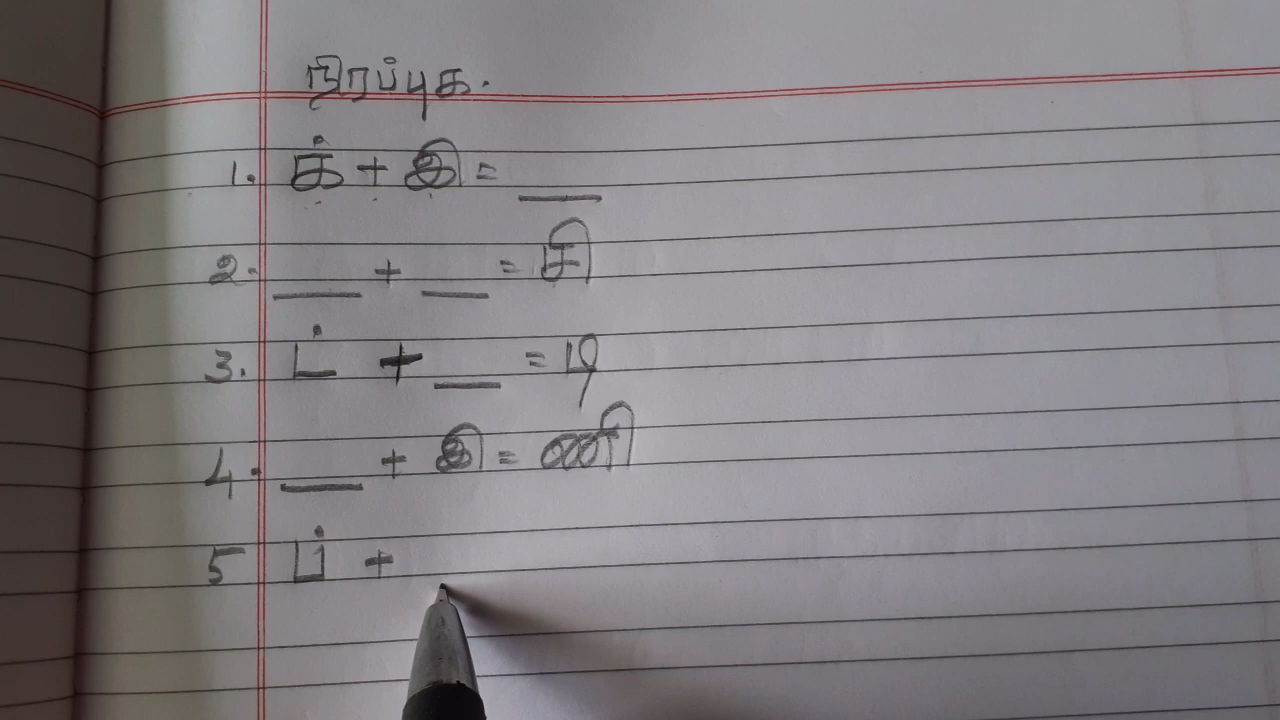 நிரப்புக.
1. க் + இ = ___
2. ___ + ___ = சி
3. ட் + ___ = டி
4. ___ + இ = ணி
5 ப் +